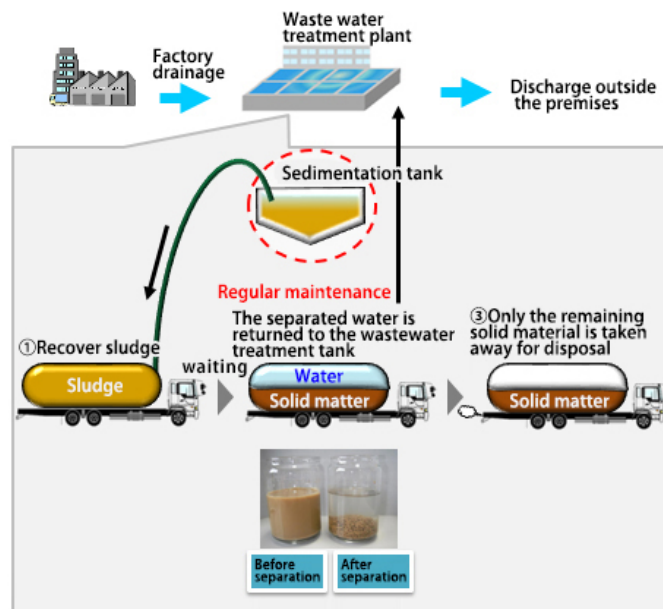 Waste water
treatment plant
Factory
drainage
Discharge outside
the premises
Sedimentation tank
Regular maintenance
①Recover sludge
The separated water is
returned to the wastewater
treatment tank
③Only the remaining
solid material is taken
away for disposal
waiting
Sludge
Water
Solid matter
Solid matter
Before
separation
After
separation